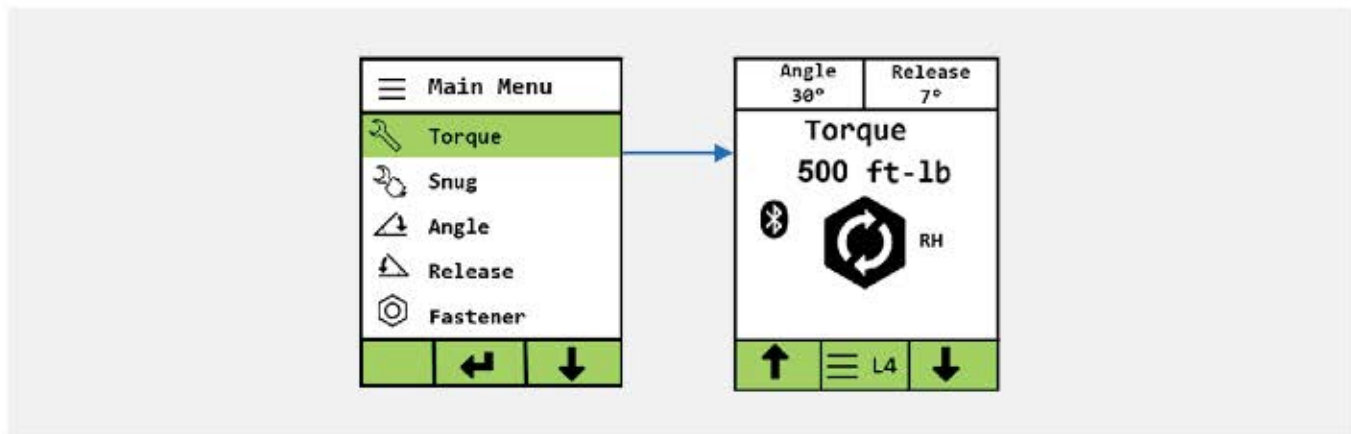 Main Menu
Torque
Snug
Angle
Release
Fastener
Angle
30°
Release
7°
Torque
500 ft-lb
RH
L4